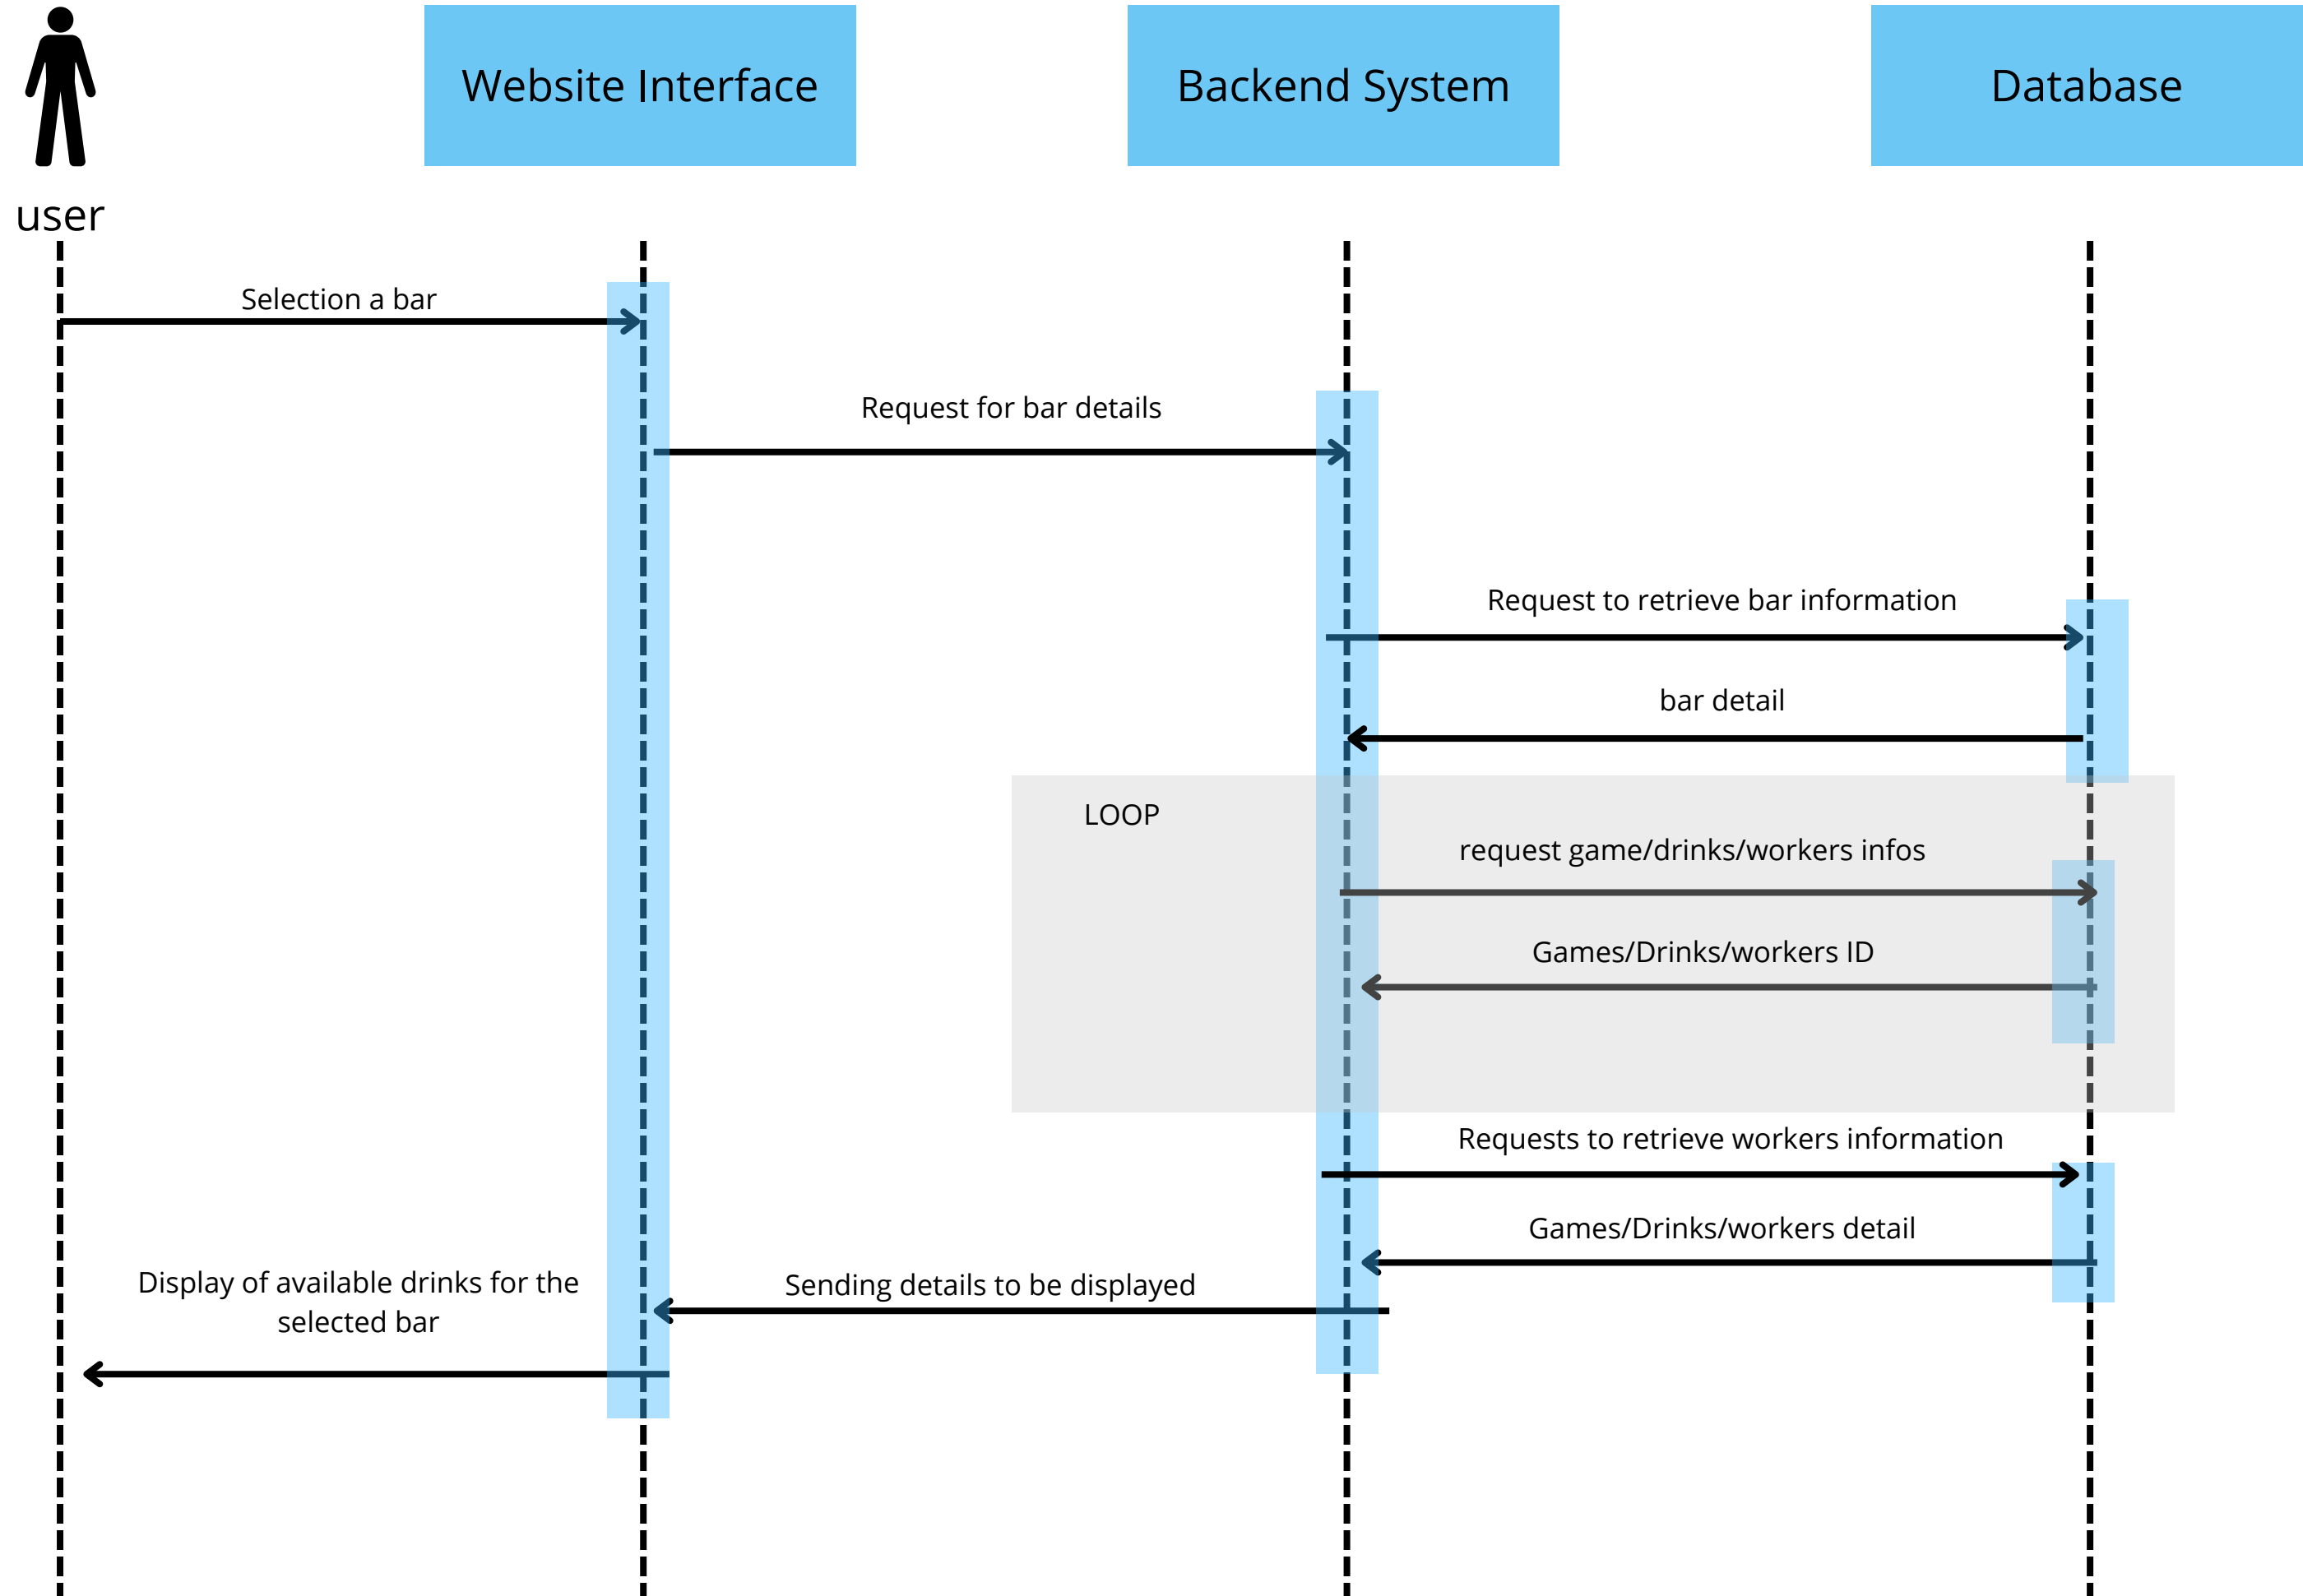 Website Interface
Backend System
Database
user
Selection a bar
Request for bar details
Request to retrieve bar information
bar detail
LOOP
request game/drinks/workers infos
Games/Drinks/workers ID
Requests to retrieve workers information
Games/Drinks/workers detail
Display of available drinks for the
selected bar
Sending details to be displayed